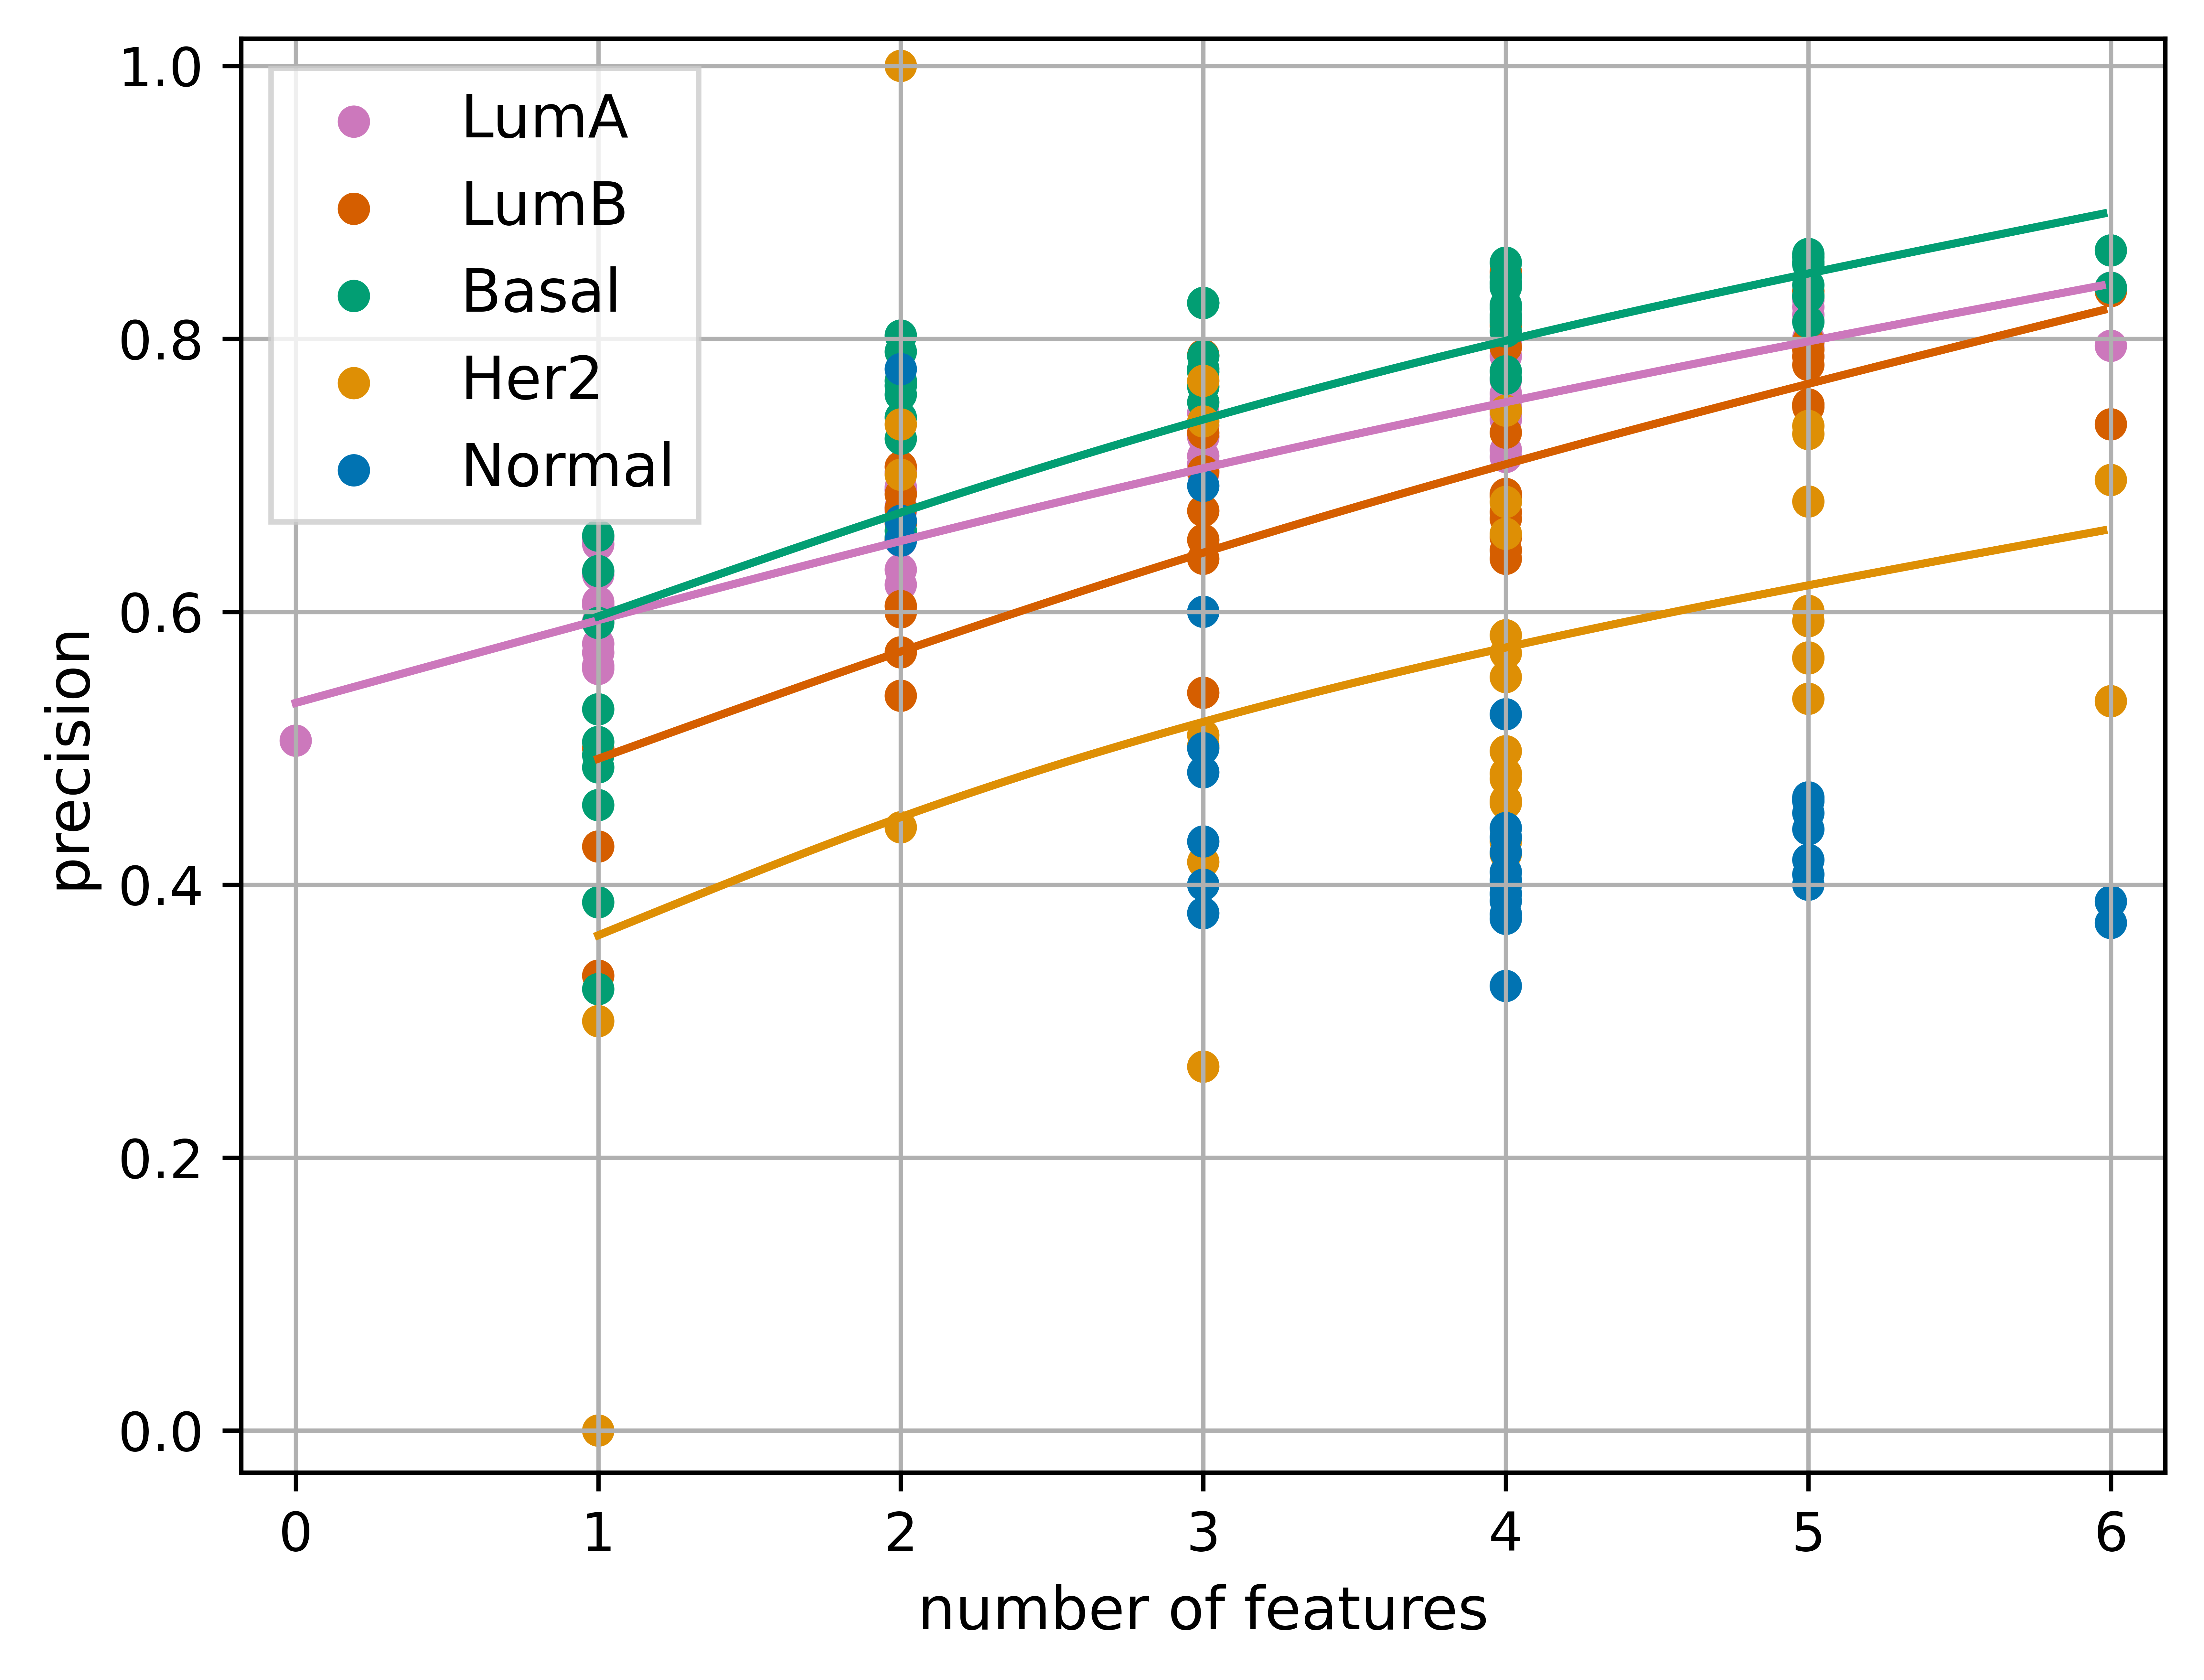 1.0
0.8
0.6
0.4
0.2
0.0
precision
LumA
LumB
Basal
Her2
Normal
0 1 2 3 4 5 6
number of features